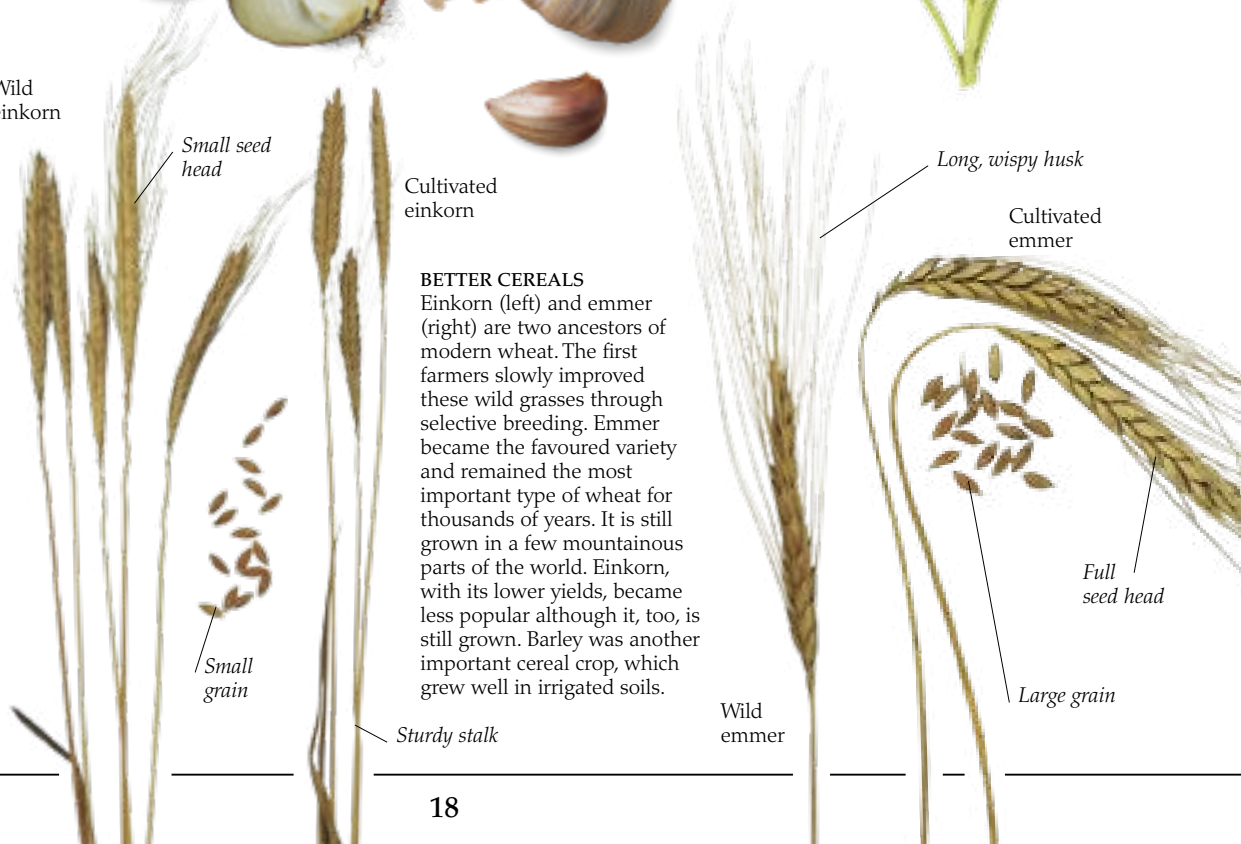 einkorn
Small seed
head
Cultivated
einkorn
BETTER CEREALS
Einkorn (left) and emmer
(right) are two ancestors of
modern wheat. The first
farmers slowly improved
these wild grasses through
selective breeding. Emmer
became the favoured variety
and remained the most
important type of wheat for
thousands of years. It is still
grown in a few mountainous
parts of the world. Einkorn,
with its lower yields, became
less popular although it, too, is
still grown. Barley was another
important cereal crop, which
grew well in irrigated soils.
Small
grain
Sturdy stalk
Long, wispy husk
Cultivated
emmer
Full
seed head
Large grain
Wild
emmer
18